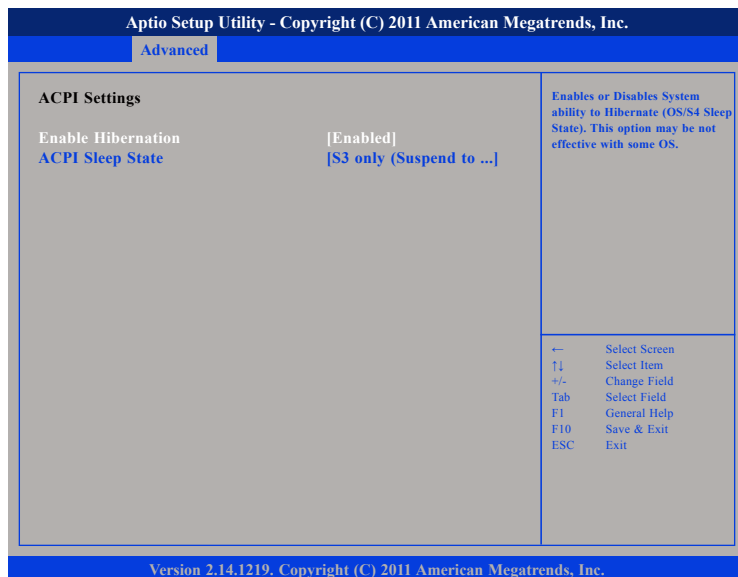 Aptio Setup Utility - Copyright (C) 2011 American Megatrends, Inc.
Advanced
ACPI Settings
Enable Hibernation [Enabled]
ACPI Sleep State [S3 only (Suspend to ...]
Enables or Disables System
ability to Hibernate (OS/S4 Sleep
State). This option may be not
effective with some OS.
← Select Screen
↑↓ Select Item
+/- Change Field
Tab Select Field
F1 General Help
F10 Save & Exit
ESC Exit
Version 2.14.1219. Copyright (C) 2011 American Megatrends, Inc.